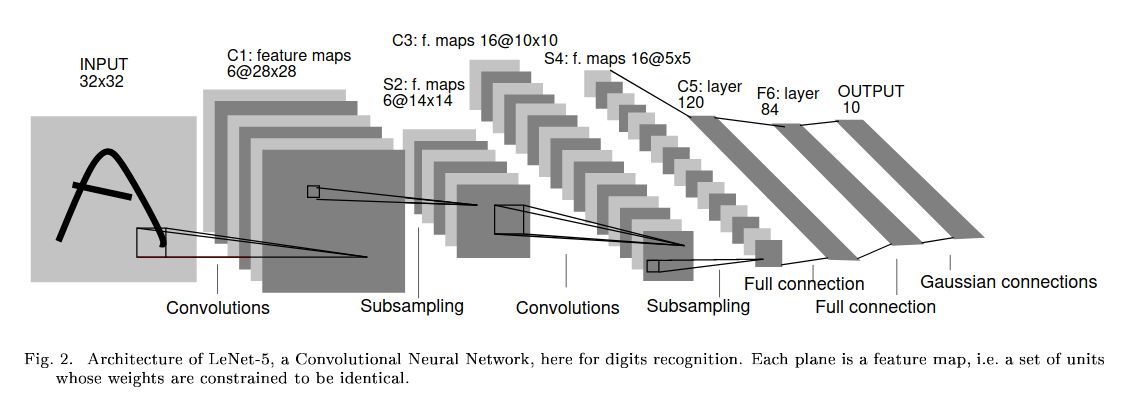 INPUT
32x32
C1: feature maps
6@28x28
C3: f. maps 16@10x10
S2: f. maps
6@14x14
S4: f. maps 16@5x5
C5: layer
120
F6: layer
84
OUTPUT
10
Convolutions
Subsampling
Convolutions
Subsampling
Full connection
Full connection
Gaussian connections
Fig. 2. Architecture of LeNet-5, a Convolutional Neural Network, here for digits recognition. Each plane is a feature map, i.e. a set of units
whose weights are constrained to be identical.
A